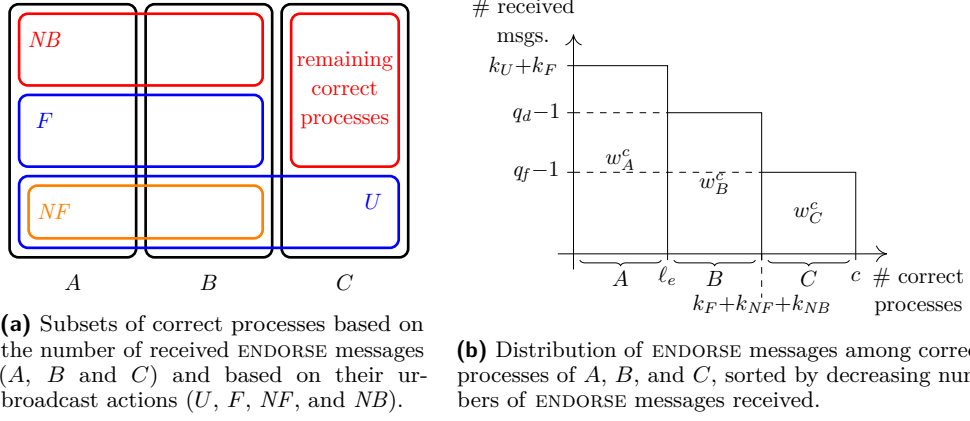 NB
remaining
correct
processes
F
NF
U
A B C
(a) Subsets of correct processes based on
the number of received ENDORSE messages
(A, B and C) and based on their ur-
broadcast actions (U, F, NF, and NB).
# received
msgs.
k_U+k_F
q_d−1
q_f−1
w_A^c
w_B^c
w_C^c
A ℓ_e B C c # correct
k_F+k_NF+k_NB processes
(b) Distribution of ENDORSE messages among correc
processes of A, B, and C, sorted by decreasing num
bers of ENDORSE messages received.